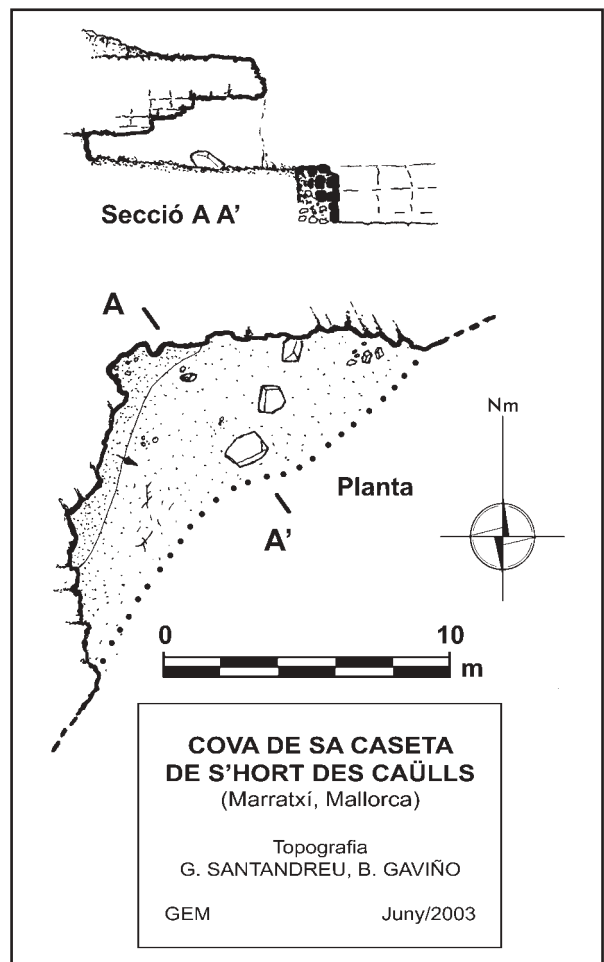 Secció A A'
A
Nm
Planta
A'
0 10
m
COVA DE SA CASETA
DE S'HORT DES CAÜLLS
(Marratxí, Mallorca)
Topografia
G. SANTANDREU, B. GAVIÑO
GEM Juny/2003